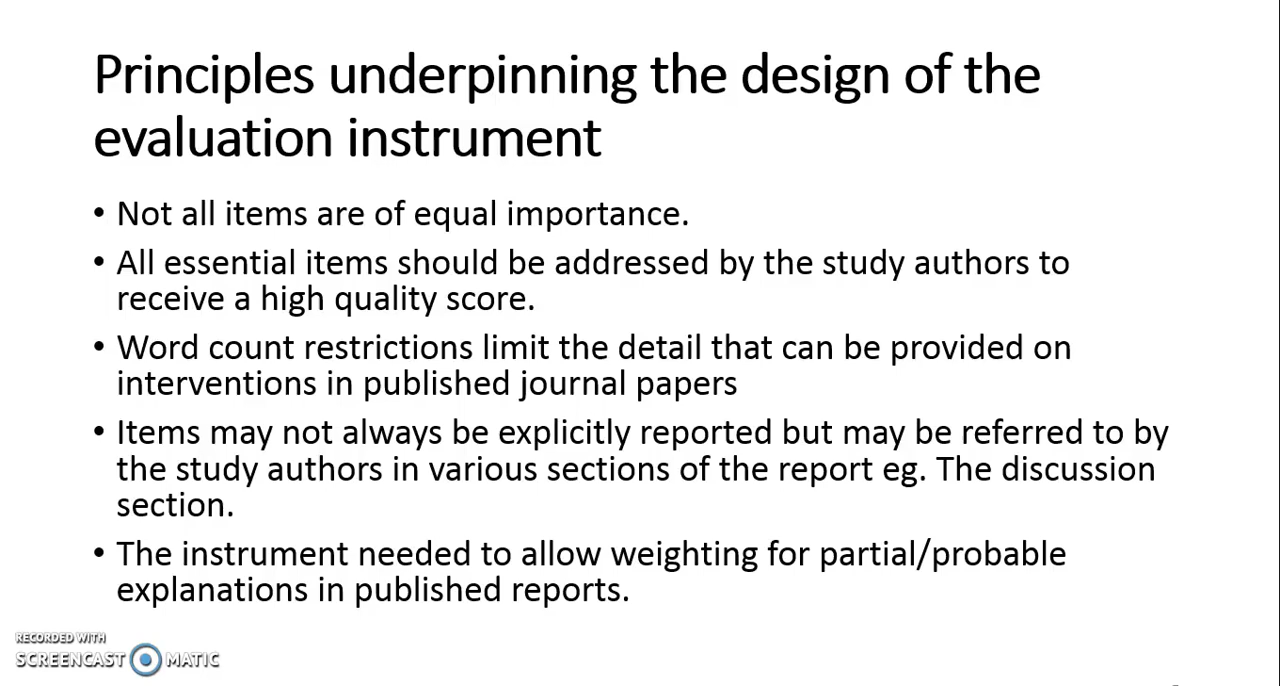 Principles underpinning the design of the
evaluation instrument
• Not all items are of equal importance.
• All essential items should be addressed by the study authors to
receive a high quality score.
• Word count restrictions limit the detail that can be provided on
interventions in published journal papers
• Items may not always be explicitly reported but may be referred to by
the study authors in various sections of the report eg. The discussion
section.
• The instrument needed to allow weighting for partial/probable
explanations in published reports.
RECORDED WITH
SCREENCAST MATIC